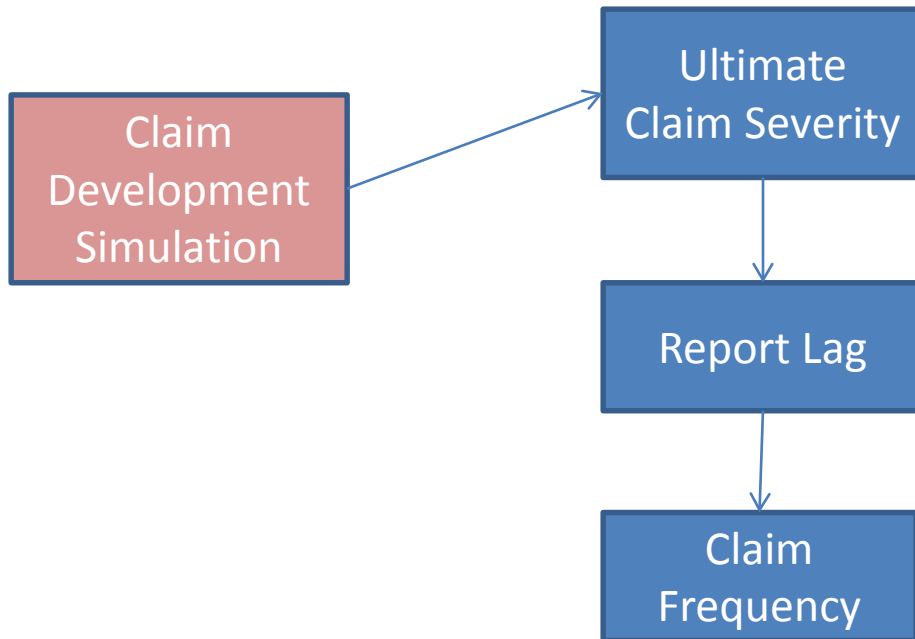 Claim
Development
Simulation
Ultimate
Claim Severity
Report Lag
Claim
Frequency